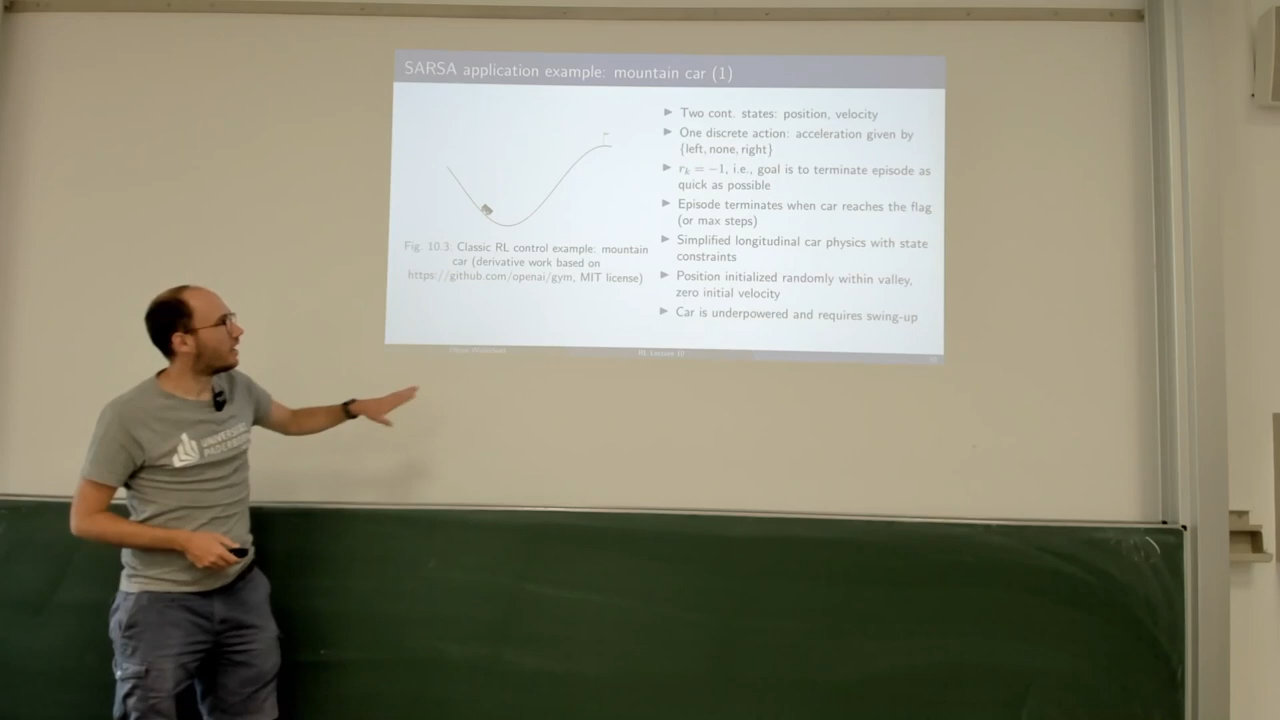 SARSA application example: mountain car (1)
Fig. 10.3: Classic RL control example: mountain
car (derivative work based on
https://github.com/openai/gym, MIT license)
▶ Two cont. states: position, velocity
▶ One discrete action: acceleration given by
{left, none, right}
▶ rₖ = −1, i.e., goal is to terminate episode as
quick as possible
▶ Episode terminates when car reaches the flag
(or max steps)
▶ Simplified longitudinal car physics with state
constraints
▶ Position initialized randomly within valley,
zero initial velocity
▶ Car is underpowered and requires swing-up
UNIVERSITÄT